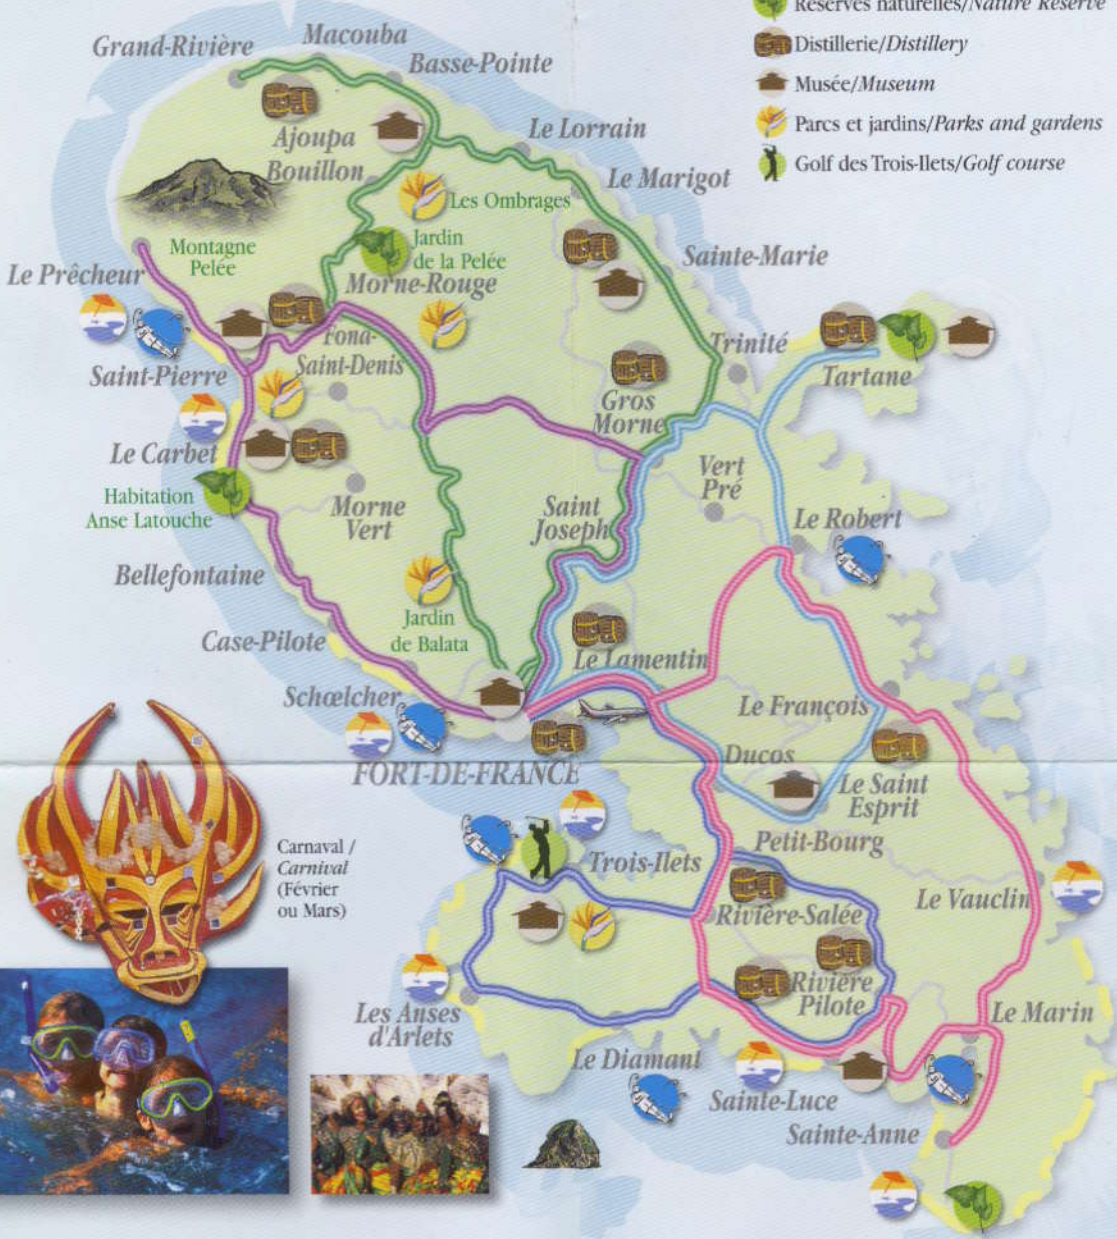 Réserves naturelles/Nature Reserve
Distillerie/Distillery
Musée/Museum
Parcs et jardins/Parks and gardens
Golf des Trois-Ilets/Golf course
Grand-Rivière
Macouba
Basse-Pointe
Ajoupa
Bouillon
Le Lorrain
Le Marigot
Les Ombrages
Montagne
Pelée
Jardin
de la Pelée
Sainte-Marie
Le Prêcheur
Morne-Rouge
Trinité
Fond-
Saint-Denis
Saint-Pierre
Tartane
Gros
Morne
Le Carbet
Vert
Pré
Habitation
Anse Latouche
Morne
Vert
Saint
Joseph
Le Robert
Bellefontaine
Jardin
de Balata
Case-Pilote
Le Lamentin
Schœlcher
Le François
FORT-DE-FRANCE
Ducos
Le Saint
Esprit
Carnaval /
Carnival
(Février
ou Mars)
Trois-Ilets
Petit-Bourg
Le Vauclin
Rivière-Salée
Rivière
Pilote
Les Anses
d'Arlets
Le Marin
Le Diamant
Sainte-Luce
Sainte-Anne